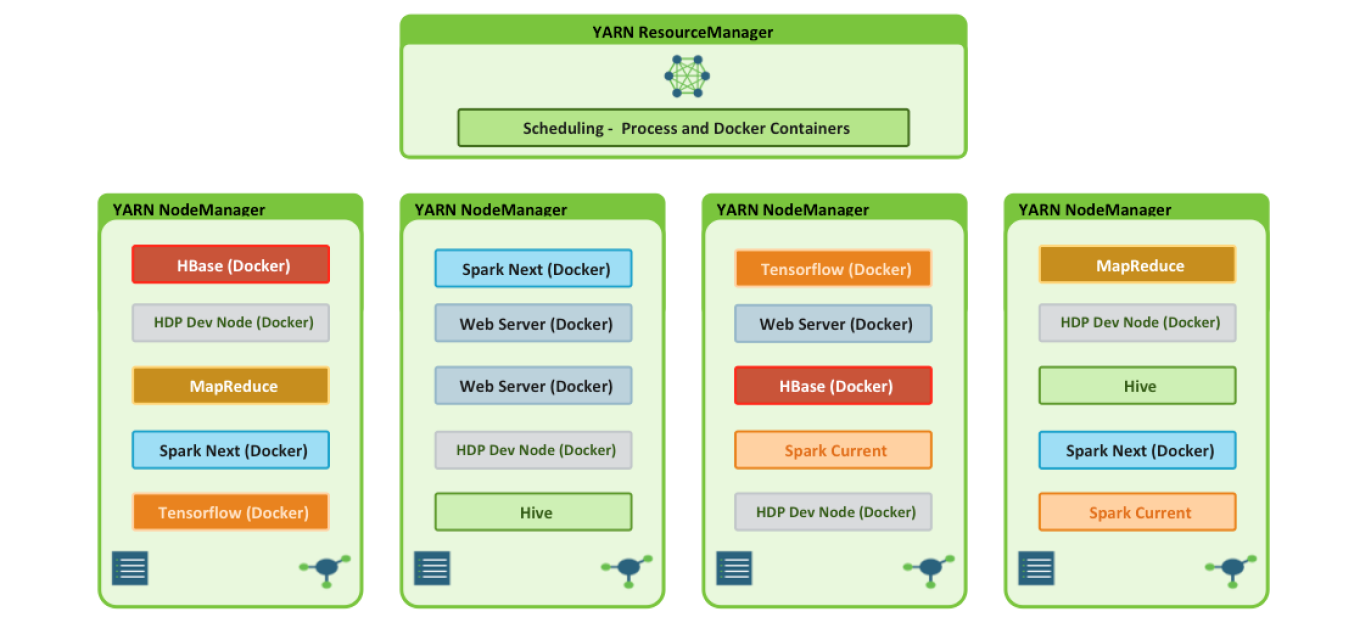 YARN ResourceManager
Scheduling - Process and Docker Containers
YARN NodeManager
HBase (Docker)
HDP Dev Node (Docker)
MapReduce
Spark Next (Docker)
Tensorflow (Docker)
YARN NodeManager
Spark Next (Docker)
Web Server (Docker)
Web Server (Docker)
HDP Dev Node (Docker)
Hive
YARN NodeManager
Tensorflow (Docker)
Web Server (Docker)
HBase (Docker)
Spark Current
HDP Dev Node (Docker)
YARN NodeManager
MapReduce
HDP Dev Node (Docker)
Hive
Spark Next (Docker)
Spark Current